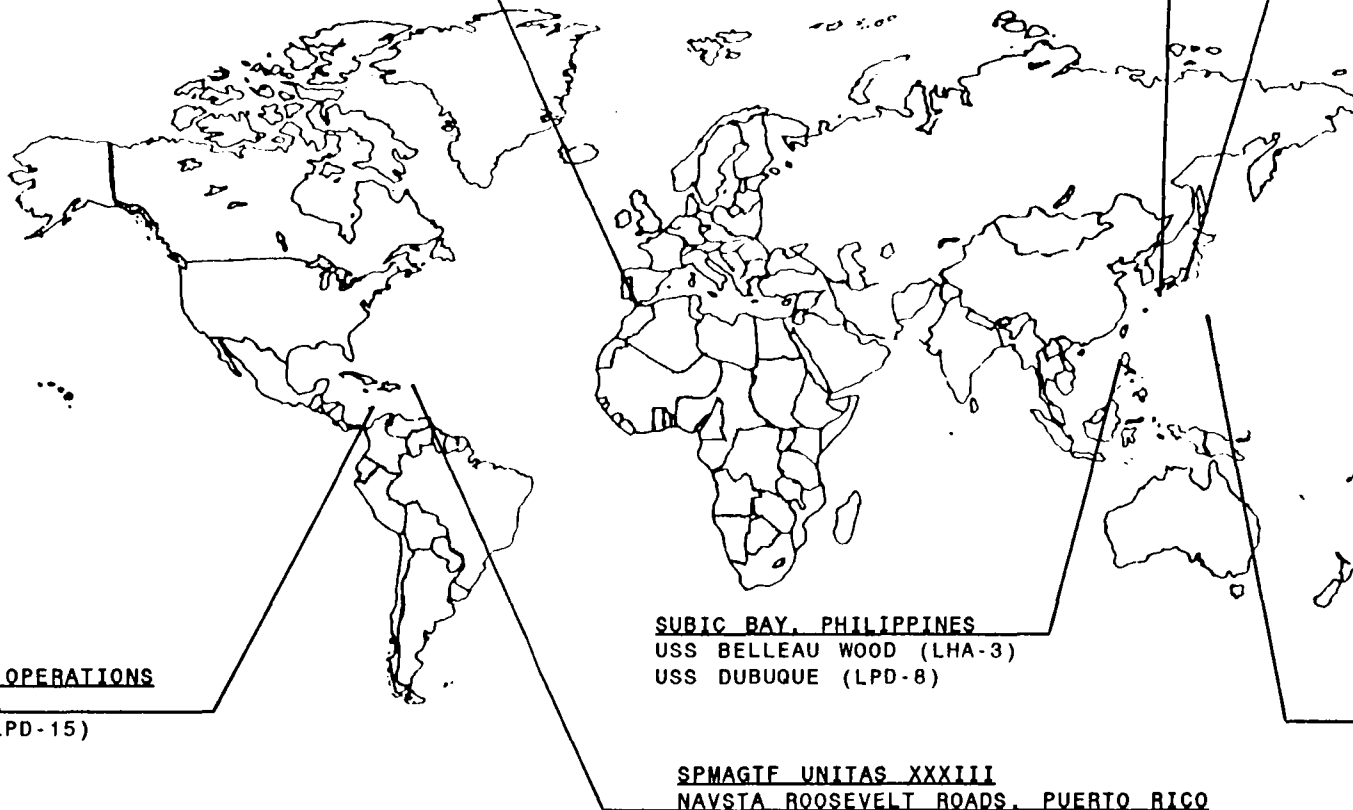 SUBIC BAY, PHILIPPINES
USS BELLEAU WOOD (LHA-3)
USS DUBUQUE (LPD-8)
OPERATIONS
LPD-15)
SPMAGTF UNITAS XXXIII
NAVSTA ROOSEVELT ROADS, PUERTO RICO